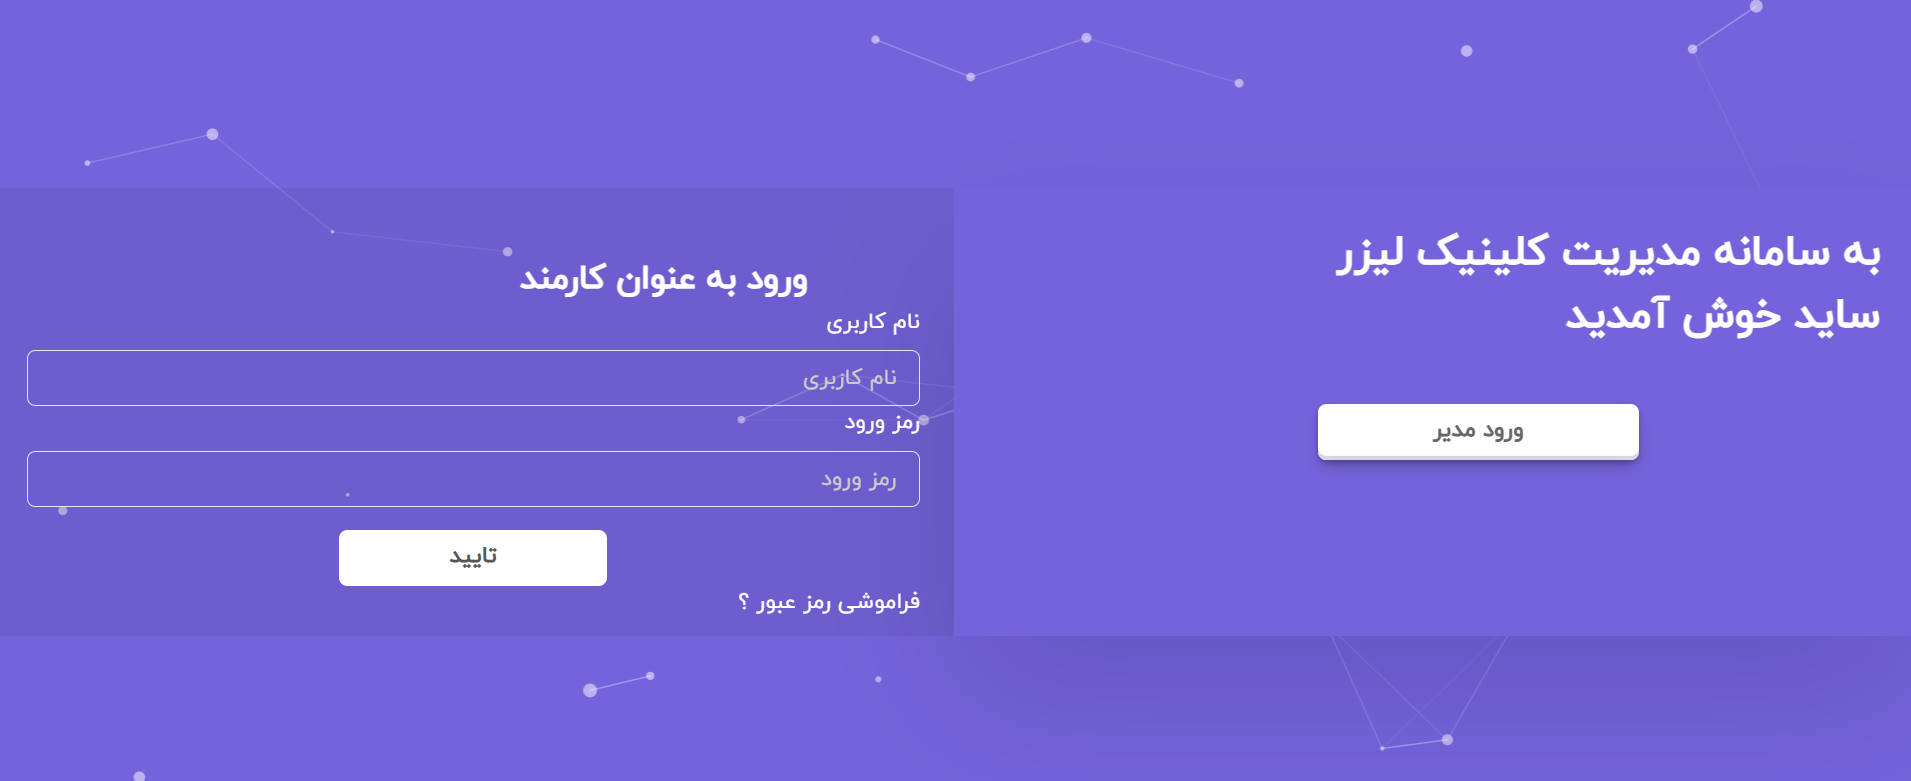 به سامانه مدیریت کلینیک لیزر
ساید خوش آمدید
ورود مدیر
ورود به عنوان کارمند
نام کاربری
نام کاربری
رمز ورود
رمز ورود
تایید
فراموشی رمز عبور ؟